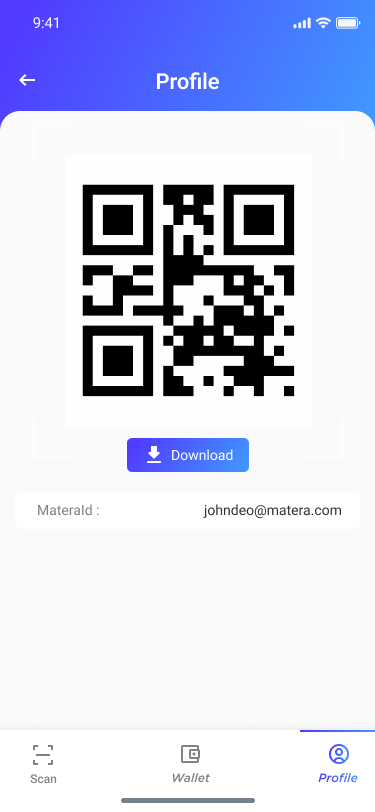 9:41
Profile
Download
MateraId :
johndeo@matera.com
Scan
Wallet
Profile